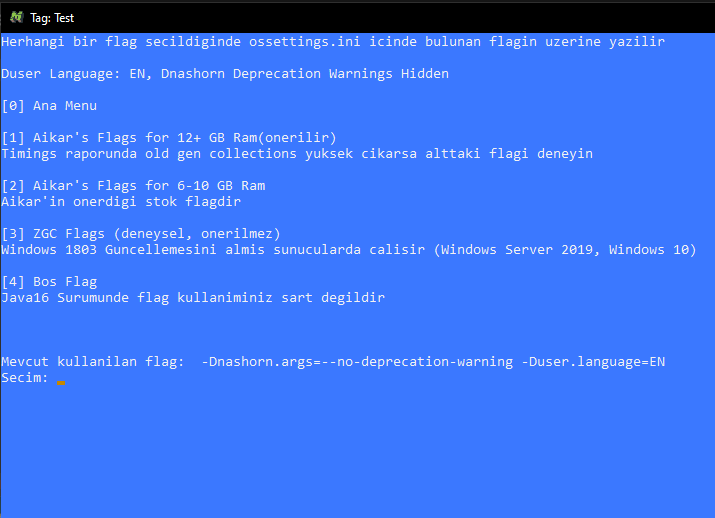 Tag: Test
Herhangi bir flag secildiginde ossettings.ini icinde bulunan flagin uzerine yazilir
Duser Language: EN, Dnashorn Deprecation Warnings Hidden
[0] Ana Menu
[1] Aikar's Flags for 12+ GB Ram(onerilir)
Timings raporunda old gen collections yuksek cikarsa alttaki flagi deneyin
[2] Aikar's Flags for 6-10 GB Ram
Aikar'in onerdigi stok flagdir
[3] ZGC Flags (deneysel, onerilmez)
Windows 1803 Guncellemesini almis sunucularda calisir (Windows Server 2019, Windows 10)
[4] Bos Flag
Java16 Surumunde flag kullaniminiz sart degildir
Mevcut kullanilan flag:  -Dnashorn.args=--no-deprecation-warning -Duser.language=EN
Secim: